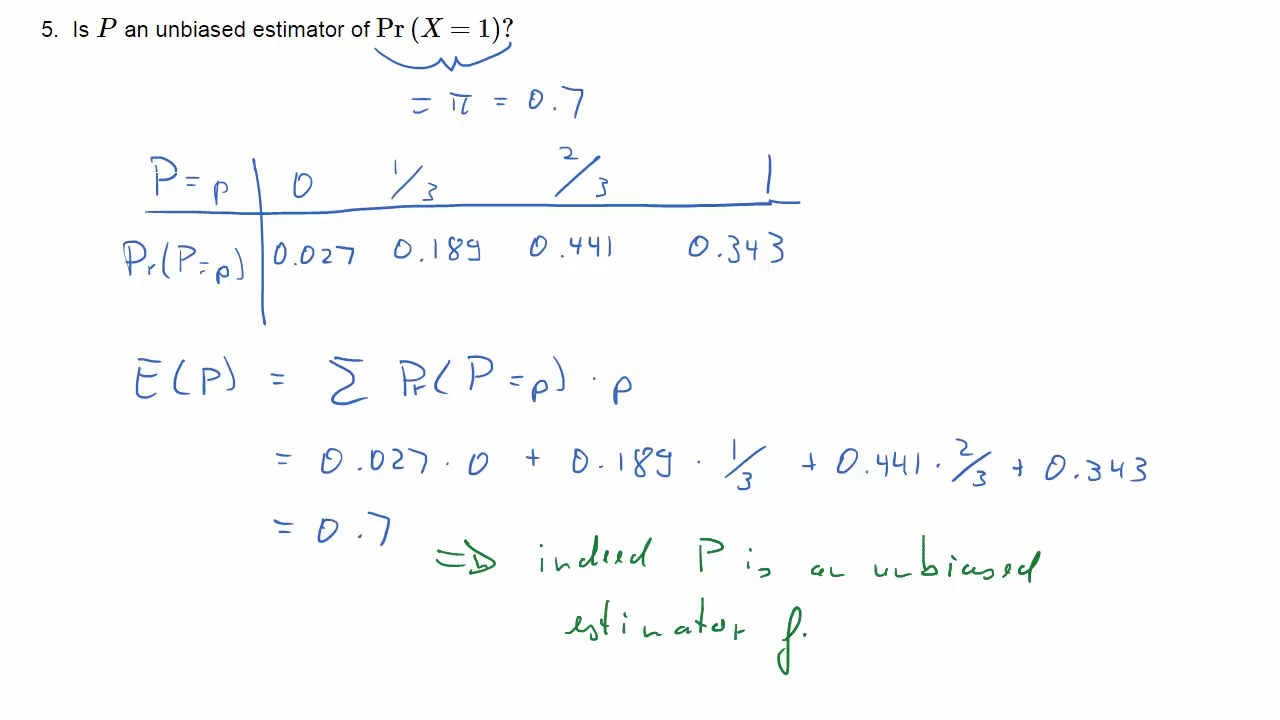 5. Is P an unbiased estimator of Pr (X = 1)?
= π = 0.7
P = p 0 1/3 2/3 1
Pr(P=p) 0.027 0.189 0.441 0.343
E(P) = Σ Pr(P=p) · p
= 0.027 · 0 + 0.189 · 1/3 + 0.441 · 2/3 + 0.343
= 0.7
⇒ indeed P is an unbiased
estimator f